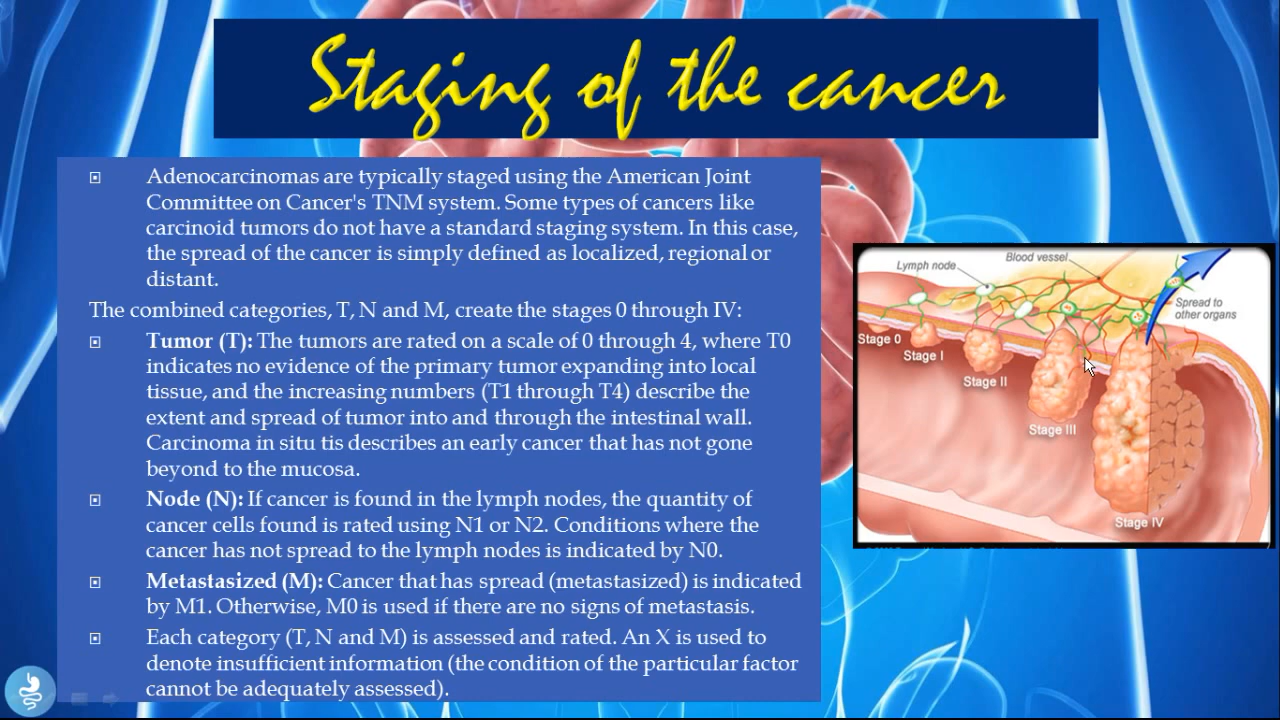 Staging of the cancer
Adenocarcinomas are typically staged using the American Joint
Committee on Cancer's TNM system. Some types of cancers like
carcinoid tumors do not have a standard staging system. In this case,
the spread of the cancer is simply defined as localized, regional or
distant.
The combined categories, T, N and M, create the stages 0 through IV:
Tumor (T): The tumors are rated on a scale of 0 through 4, where T0
indicates no evidence of the primary tumor expanding into local
tissue, and the increasing numbers (T1 through T4) describe the
extent and spread of tumor into and through the intestinal wall.
Carcinoma in situ tis describes an early cancer that has not gone
beyond to the mucosa.
Node (N): If cancer is found in the lymph nodes, the quantity of
cancer cells found is rated using N1 or N2. Conditions where the
cancer has not spread to the lymph nodes is indicated by N0.
Metastasized (M): Cancer that has spread (metastasized) is indicated
by M1. Otherwise, M0 is used if there are no signs of metastasis.
Each category (T, N and M) is assessed and rated. An X is used to
denote insufficient information (the condition of the particular factor
cannot be adequately assessed).
Blood vessel
Lymph node
Spread to
other organs
Stage 0
Stage I
Stage II
Stage III
Stage IV